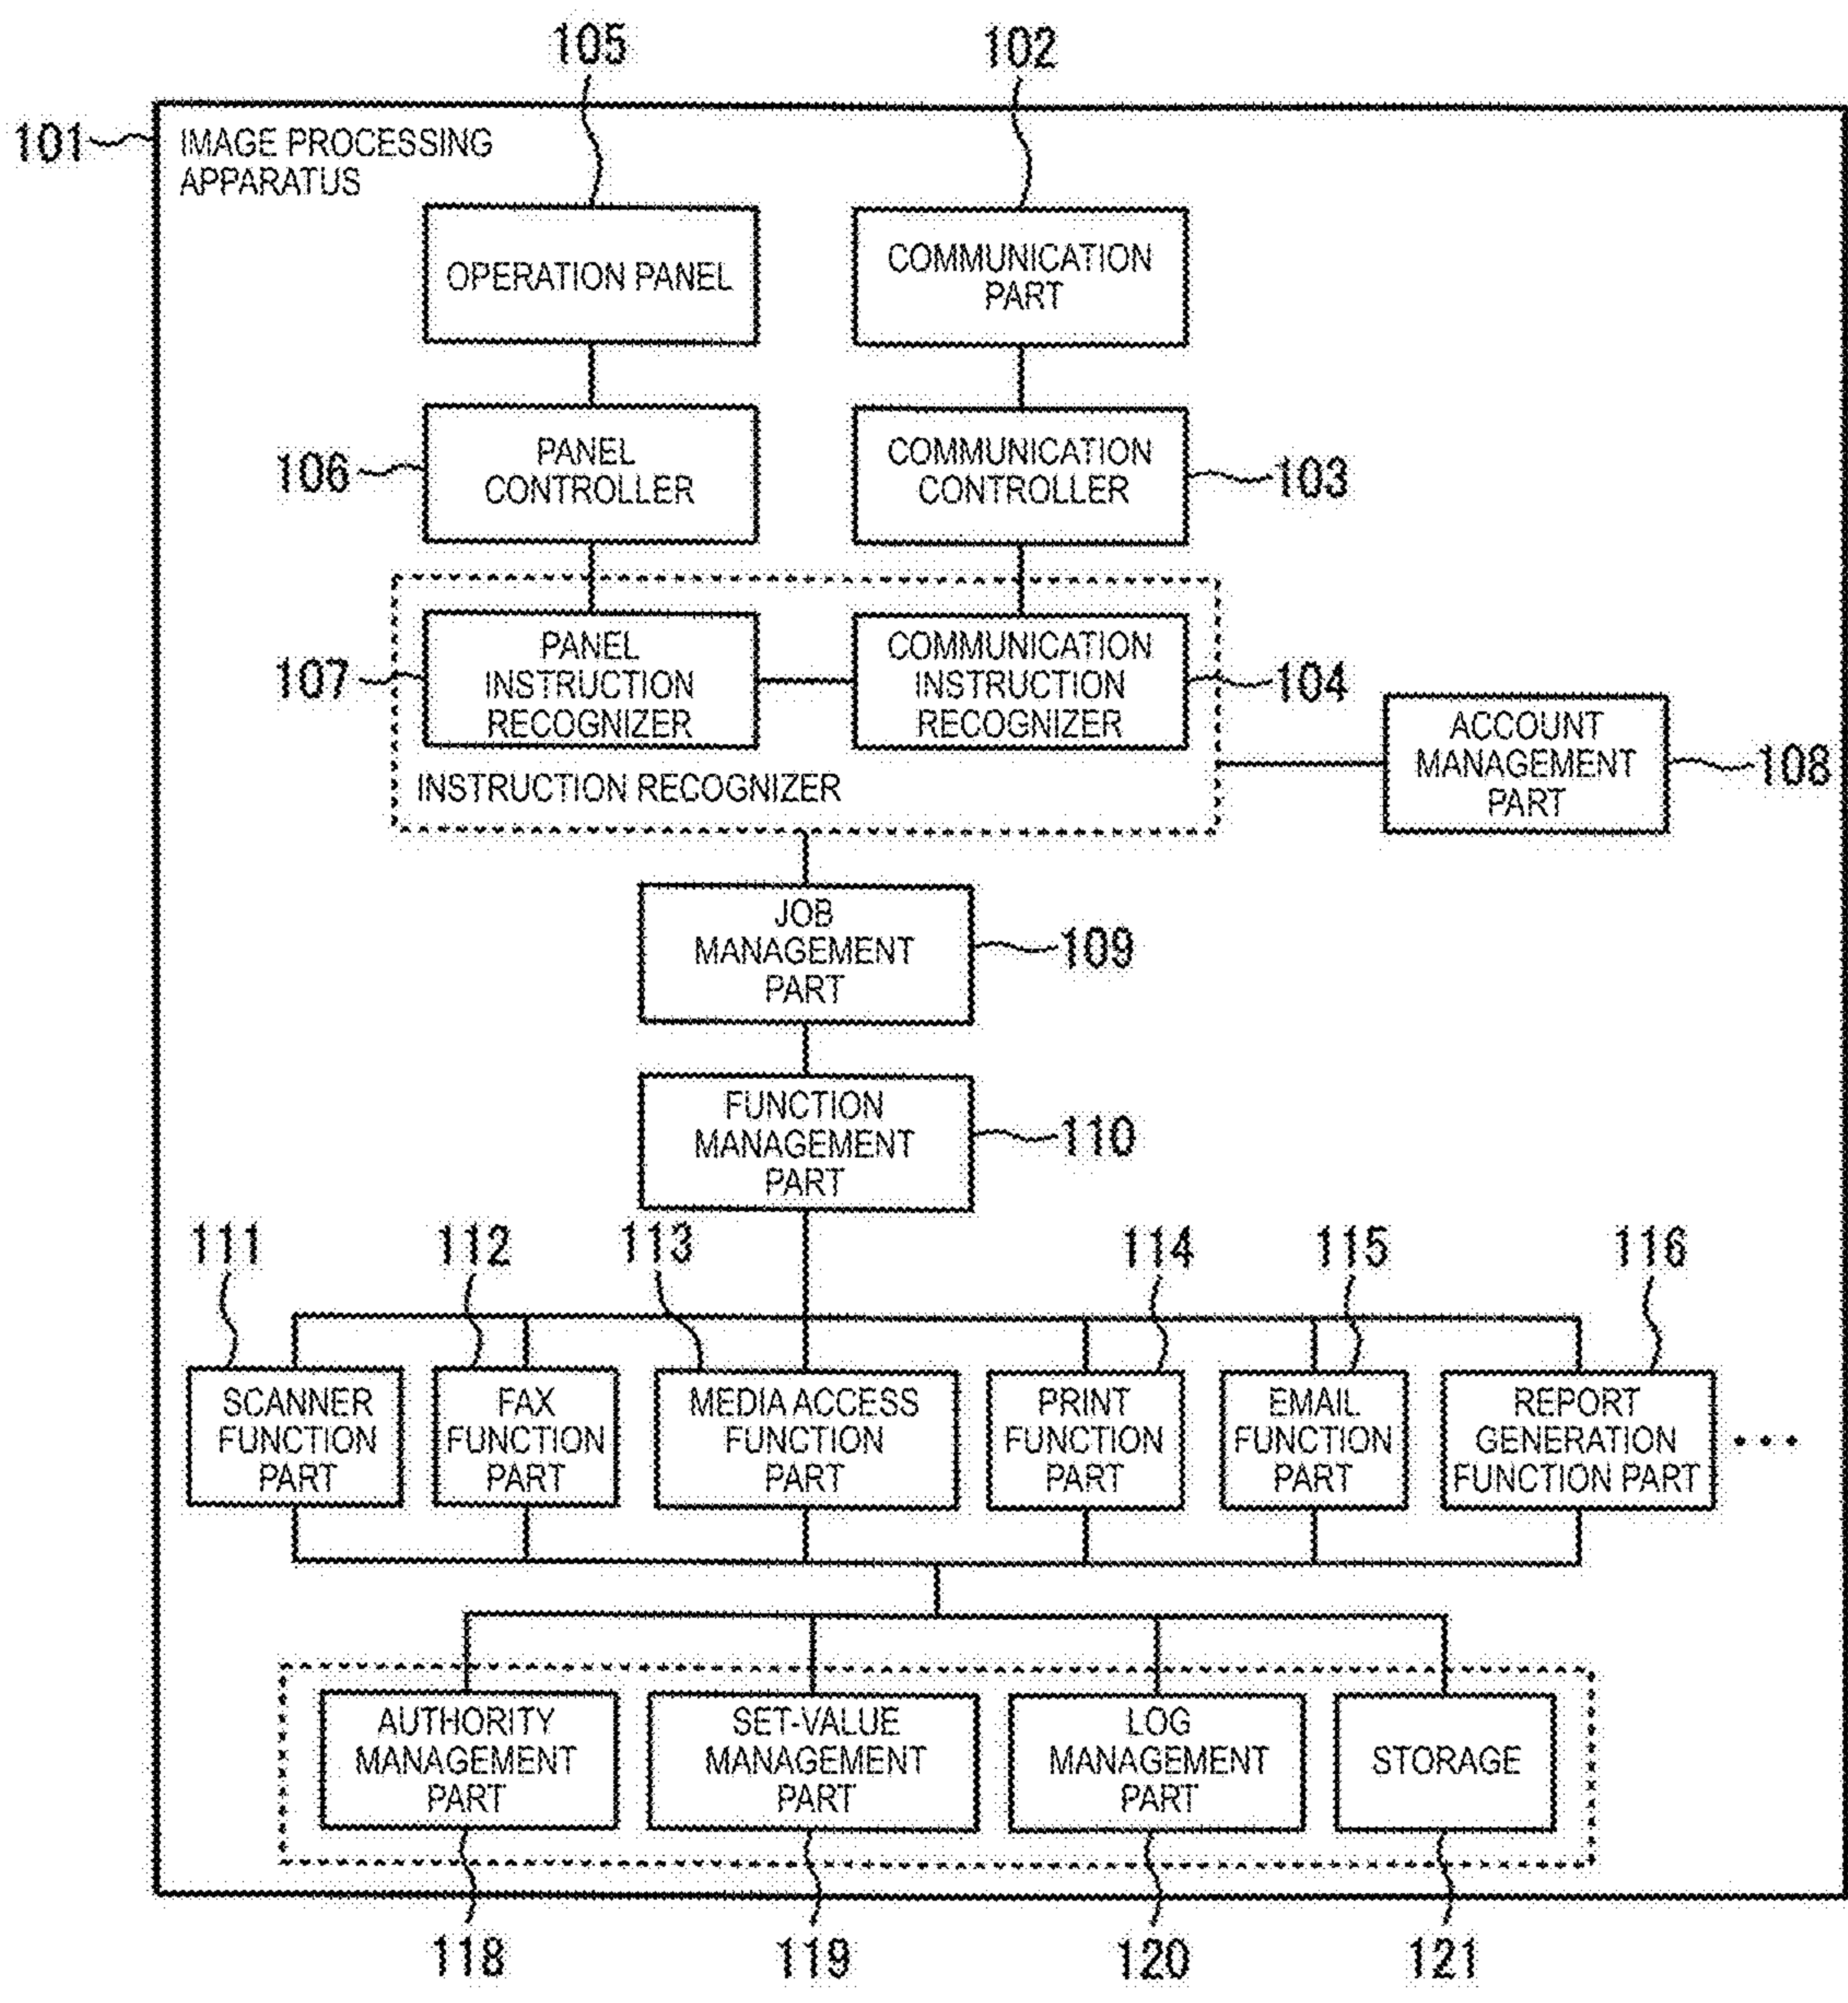 105
102
101
IMAGE PROCESSING
APPARATUS
OPERATION PANEL
COMMUNICATION
PART
106
PANEL
CONTROLLER
COMMUNICATION
CONTROLLER
103
107
PANEL
INSTRUCTION
RECOGNIZER
COMMUNICATION
INSTRUCTION
RECOGNIZER
104
INSTRUCTION RECOGNIZER
ACCOUNT
MANAGEMENT
PART
108
JOB
MANAGEMENT
PART
109
FUNCTION
MANAGEMENT
PART
110
111
112
113
114
115
116
SCANNER
FUNCTION
PART
FAX
FUNCTION
PART
MEDIA ACCESS
FUNCTION
PART
PRINT
FUNCTION
PART
EMAIL
FUNCTION
PART
REPORT
GENERATION
FUNCTION PART
...
AUTHORITY
MANAGEMENT
PART
SET-VALUE
MANAGEMENT
PART
LOG
MANAGEMENT
PART
STORAGE
118
119
120
121